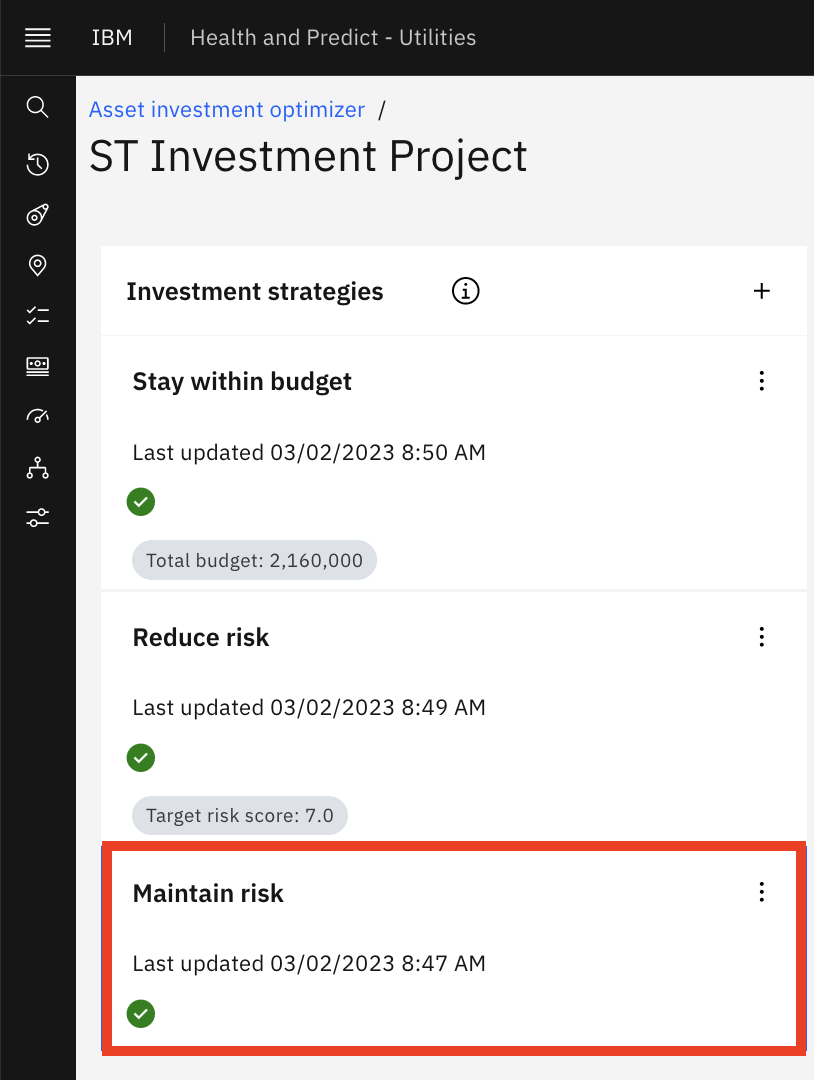 IBM Health and Predict - Utilities
Asset investment optimizer /
ST Investment Project
Investment strategies
Stay within budget
Last updated 03/02/2023 8:50 AM
Total budget: 2,160,000
Reduce risk
Last updated 03/02/2023 8:49 AM
Target risk score: 7.0
Maintain risk
Last updated 03/02/2023 8:47 AM